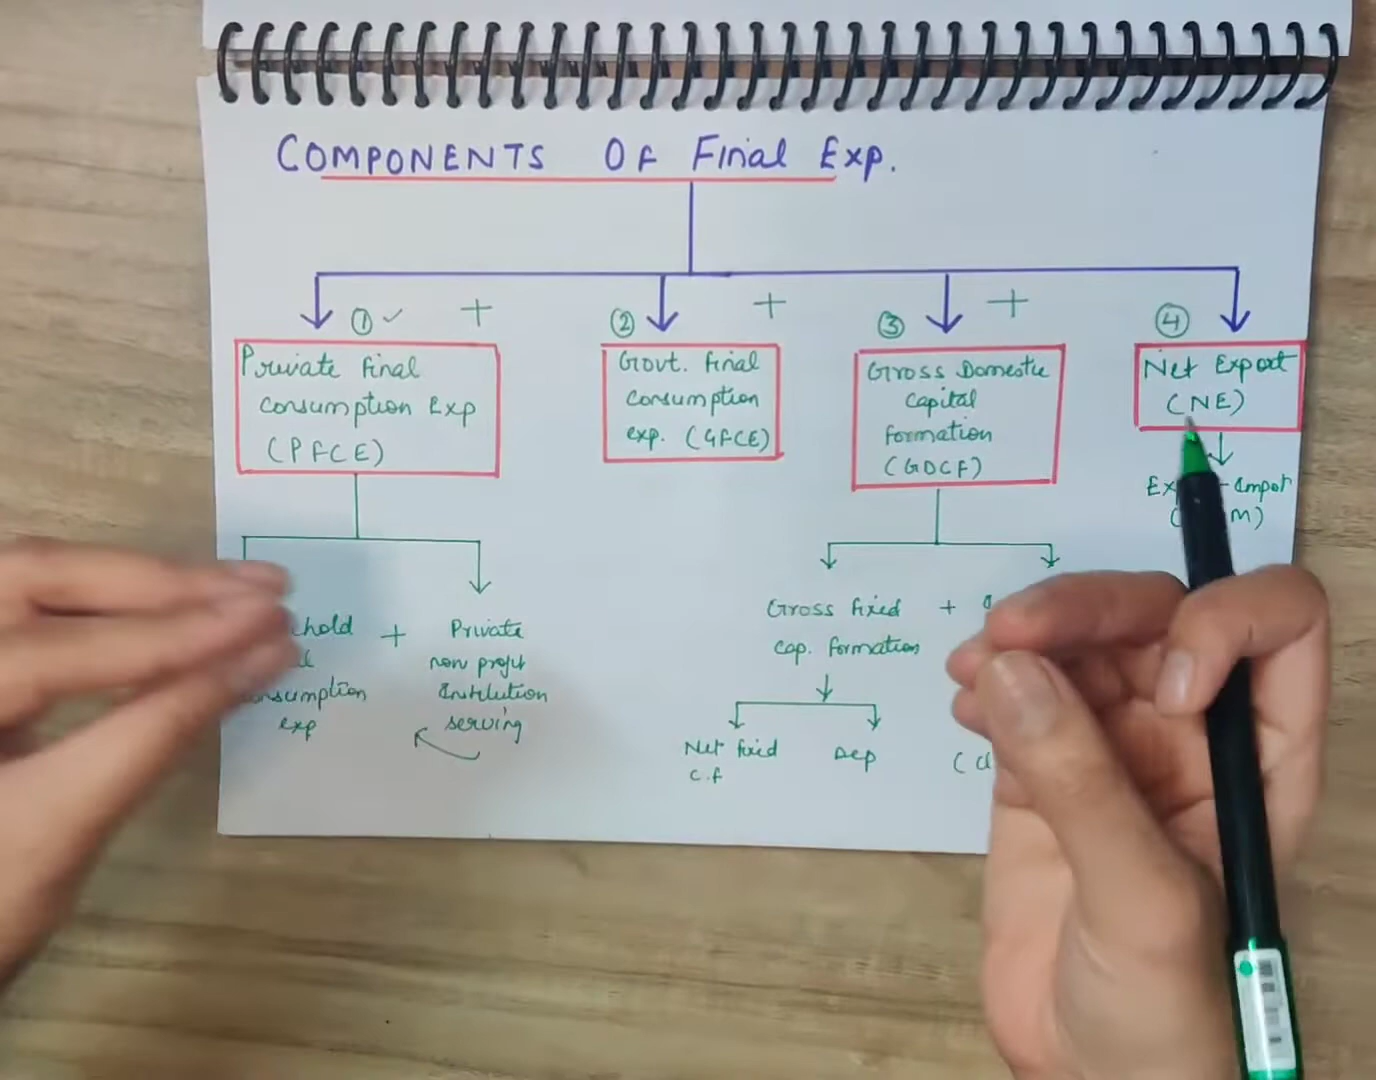 COMPONENTS OF Final Exp.
① ✓ +
② +
③ +
④
Private Final
consumption Exp
(PFCE)
Govt. final
consumption
exp. (GFCE)
Gross Domestic
capital
formation
(GDCF)
Net Export
(NE)
- Import
M)
+
Private
non profit
Institution
serving
consumption
exp
Gross fixed +
cap. formation
Net fixed
c.f
Dep